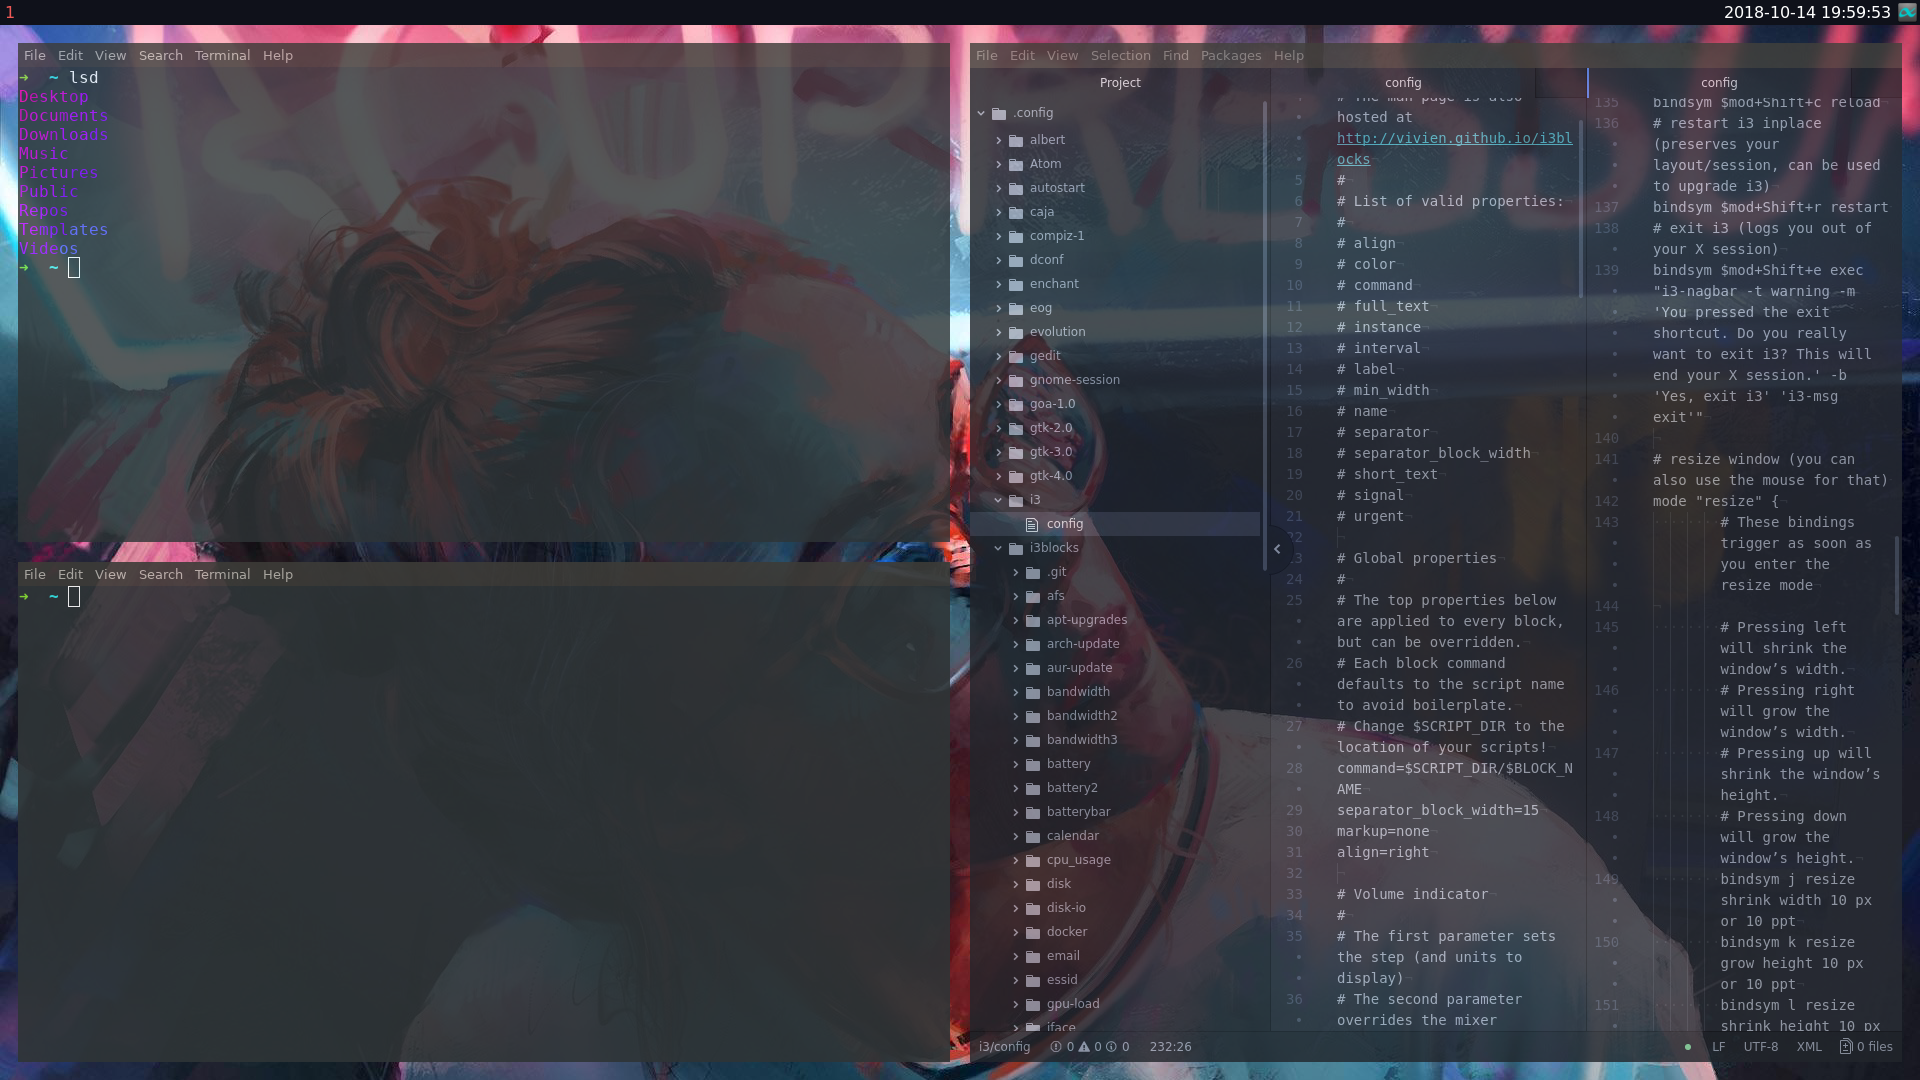 1
2018-10-14 19:59:53
File Edit View Search Terminal Help
➜ ~ lsd
Desktop
Documents
Downloads
Music
Pictures
Public
Repos
Templates
Videos
➜ ~
File Edit View Search Terminal Help
➜ ~
File Edit View Selection Find Packages Help
Project
.config
albert
Atom
autostart
caja
compiz-1
dconf
enchant
eog
evolution
gedit
gnome-session
goa-1.0
gtk-2.0
gtk-3.0
gtk-4.0
i3
config
i3blocks
.git
afs
apt-upgrades
arch-update
aur-update
bandwidth
bandwidth2
bandwidth3
battery
battery2
batterybar
calendar
cpu_usage
disk
disk-io
docker
email
essid
gpu-load
iface
config
# The man page is also
hosted at
http://vivien.github.io/i3bl
ocks
5 #
6 # List of valid properties:
7 #
8 # align
9 # color
10 # command
11 # full_text
12 # instance
13 # interval
14 # label
15 # min_width
16 # name
17 # separator
18 # separator_block_width
19 # short_text
20 # signal
21 # urgent
22
23 # Global properties
24 #
25 # The top properties below
are applied to every block,
but can be overridden.
26 # Each block command
defaults to the script name
to avoid boilerplate.
27 # Change $SCRIPT_DIR to the
location of your scripts!
28 command=$SCRIPT_DIR/$BLOCK_N
AME
29 separator_block_width=15
30 markup=none
31 align=right
32
33 # Volume indicator
34 #
35 # The first parameter sets
the step (and units to
display)
36 # The second parameter
overrides the mixer
config
135 bindsym $mod+Shift+c reload
136 # restart i3 inplace
(preserves your
layout/session, can be used
to upgrade i3)
137 bindsym $mod+Shift+r restart
138 # exit i3 (logs you out of
your X session)
139 bindsym $mod+Shift+e exec
"i3-nagbar -t warning -m
'You pressed the exit
shortcut. Do you really
want to exit i3? This will
end your X session.' -b
'Yes, exit i3' 'i3-msg
exit'"
140
141 # resize window (you can
also use the mouse for that)
142 mode "resize" {
143 # These bindings
trigger as soon as
you enter the
resize mode
144
145 # Pressing left
will shrink the
window’s width.
146 # Pressing right
will grow the
window’s width.
147 # Pressing up will
shrink the window’s
height.
148 # Pressing down
will grow the
window’s height.
149 bindsym j resize
shrink width 10 px
or 10 ppt
150 bindsym k resize
grow height 10 px
or 10 ppt
151 bindsym l resize
shrink height 10 px
i3/config 0 0 0 232:26
LF UTF-8 XML 0 files